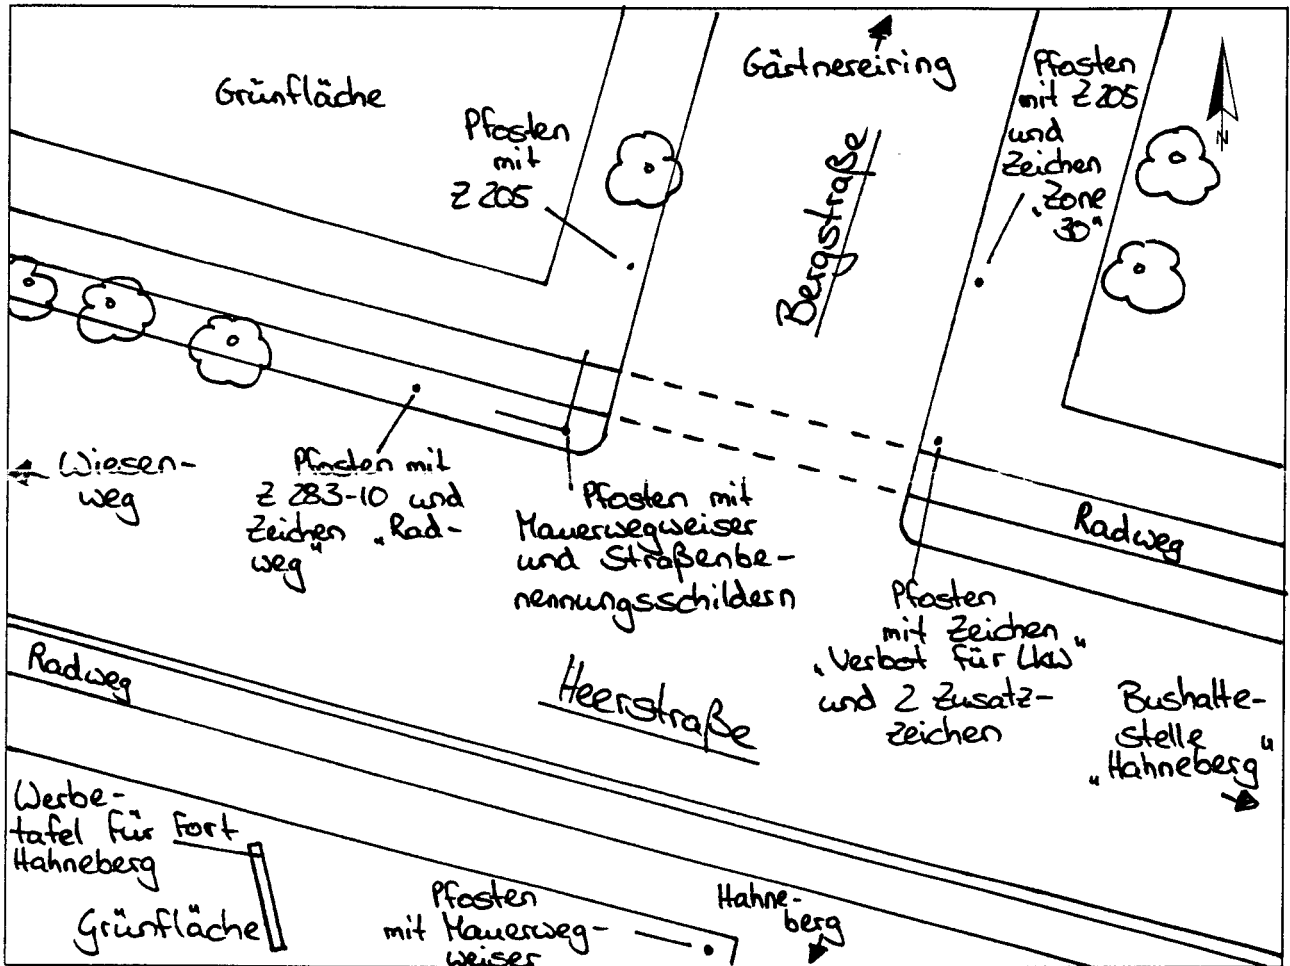 Grünfläche
Pfosten
mit
Z 205
Gärtnereiring
Pfosten
mit Z 205
und
Zeichen
„Zone
30“
N
Bergstraße
Wiesen-
weg
Pfosten mit
Z 283-10 und
Zeichen „Rad-
weg“
Pfosten mit
Mauerwegweiser
und Straßenbe-
nennungsschildern
Radweg
Pfosten
mit Zeichen
„Verbot für Lkw“
und 2 Zusatz-
zeichen
Radweg
Heerstraße
Bushalte-
stelle
„Hahneberg“
Werbe-
tafel für Fort
Hahneberg
Grünfläche
Pfosten
mit Mauerweg-
weiser
Hahne-
berg